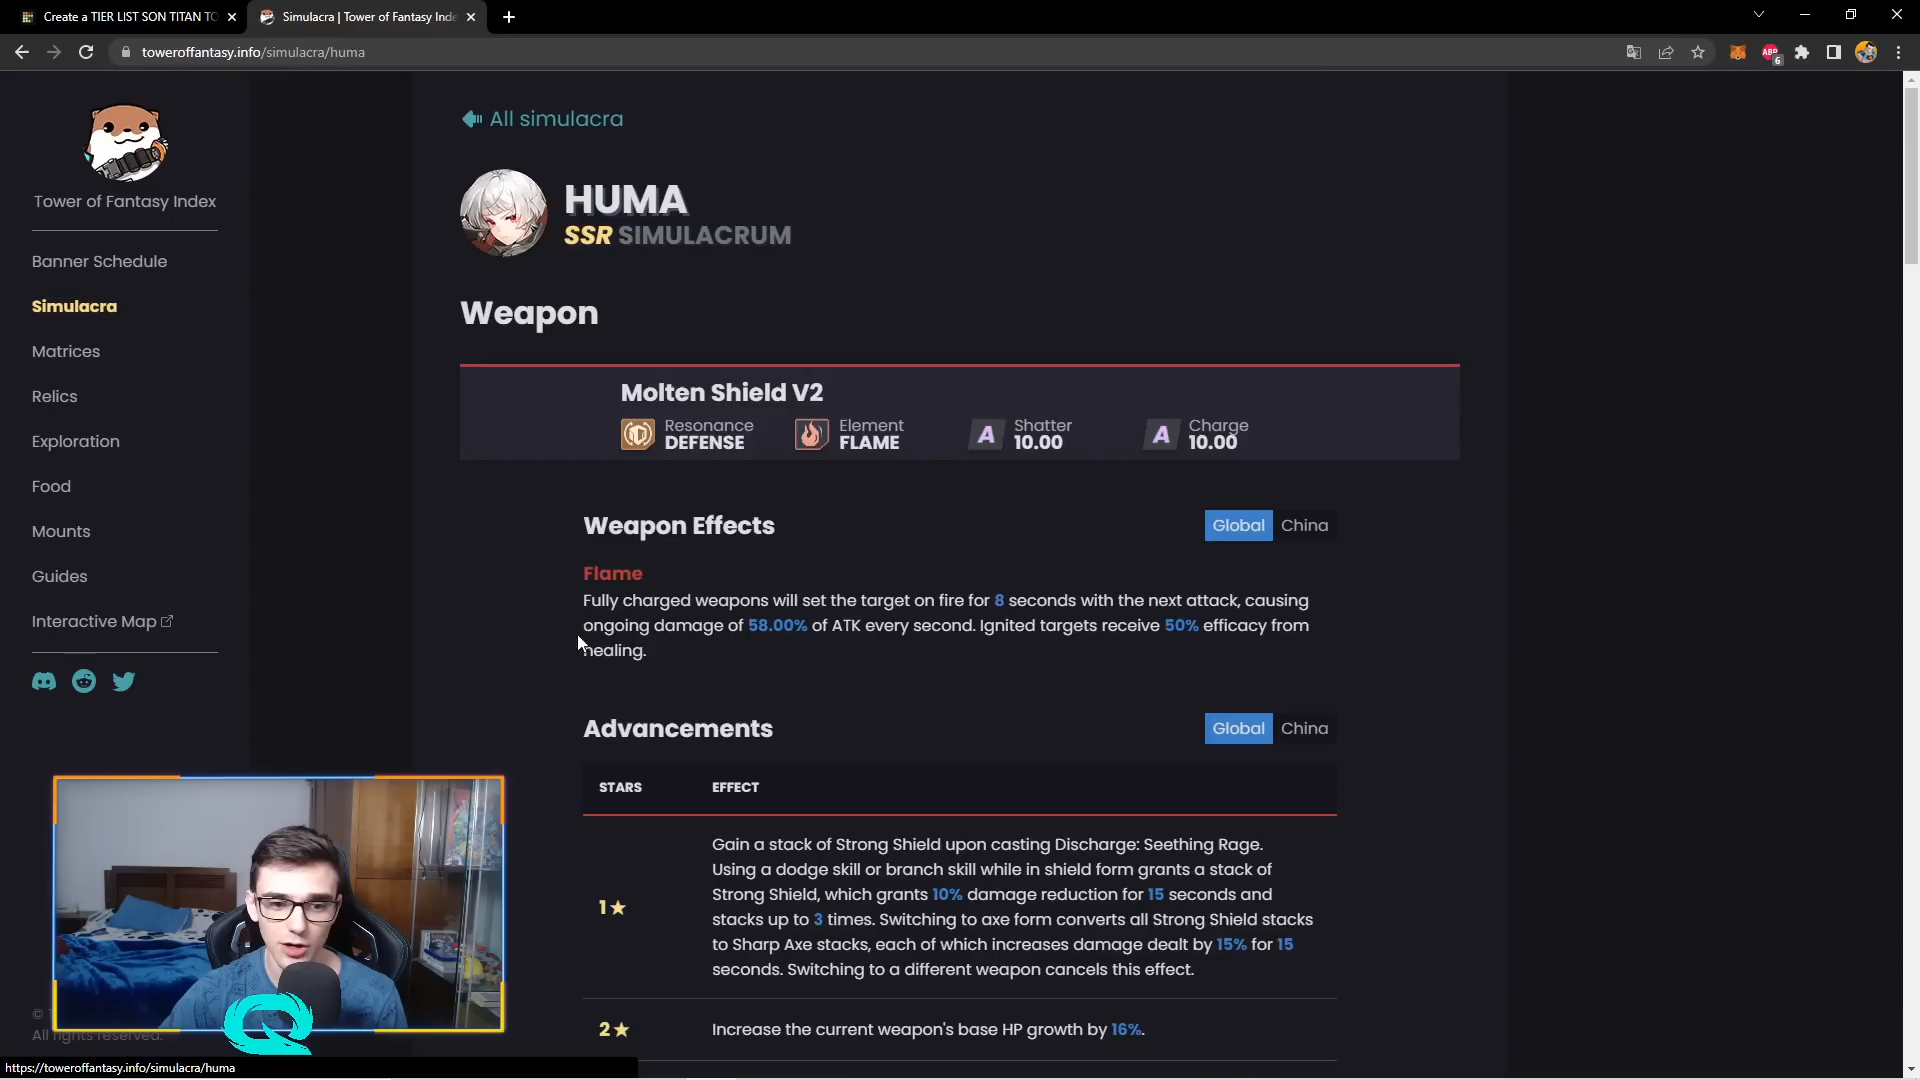 Create a TIER LIST SON TITAN TO
Simulacra | Tower of Fantasy Inde
toweroffantasy.info/simulacra/huma
ABP
6
Tower of Fantasy Index
Banner Schedule
Simulacra
Matrices
Relics
Exploration
Food
Mounts
Guides
Interactive Map
All simulacra
HUMA
SSR SIMULACRUM
Weapon
Molten Shield V2
Resonance
DEFENSE
Element
FLAME
A
Shatter
10.00
A
Charge
10.00
Weapon Effects
Global China
Flame
Fully charged weapons will set the target on fire for 8 seconds with the next attack, causing
ongoing damage of 58.00% of ATK every second. Ignited targets receive 50% efficacy from
healing.
Advancements
Global China
STARS EFFECT
1★
Gain a stack of Strong Shield upon casting Discharge: Seething Rage.
Using a dodge skill or branch skill while in shield form grants a stack of
Strong Shield, which grants 10% damage reduction for 15 seconds and
stacks up to 3 times. Switching to axe form converts all Strong Shield stacks
to Sharp Axe stacks, each of which increases damage dealt by 15% for 15
seconds. Switching to a different weapon cancels this effect.
2★ Increase the current weapon's base HP growth by 16%.
©
All rights reserved.
https://toweroffantasy.info/simulacra/huma